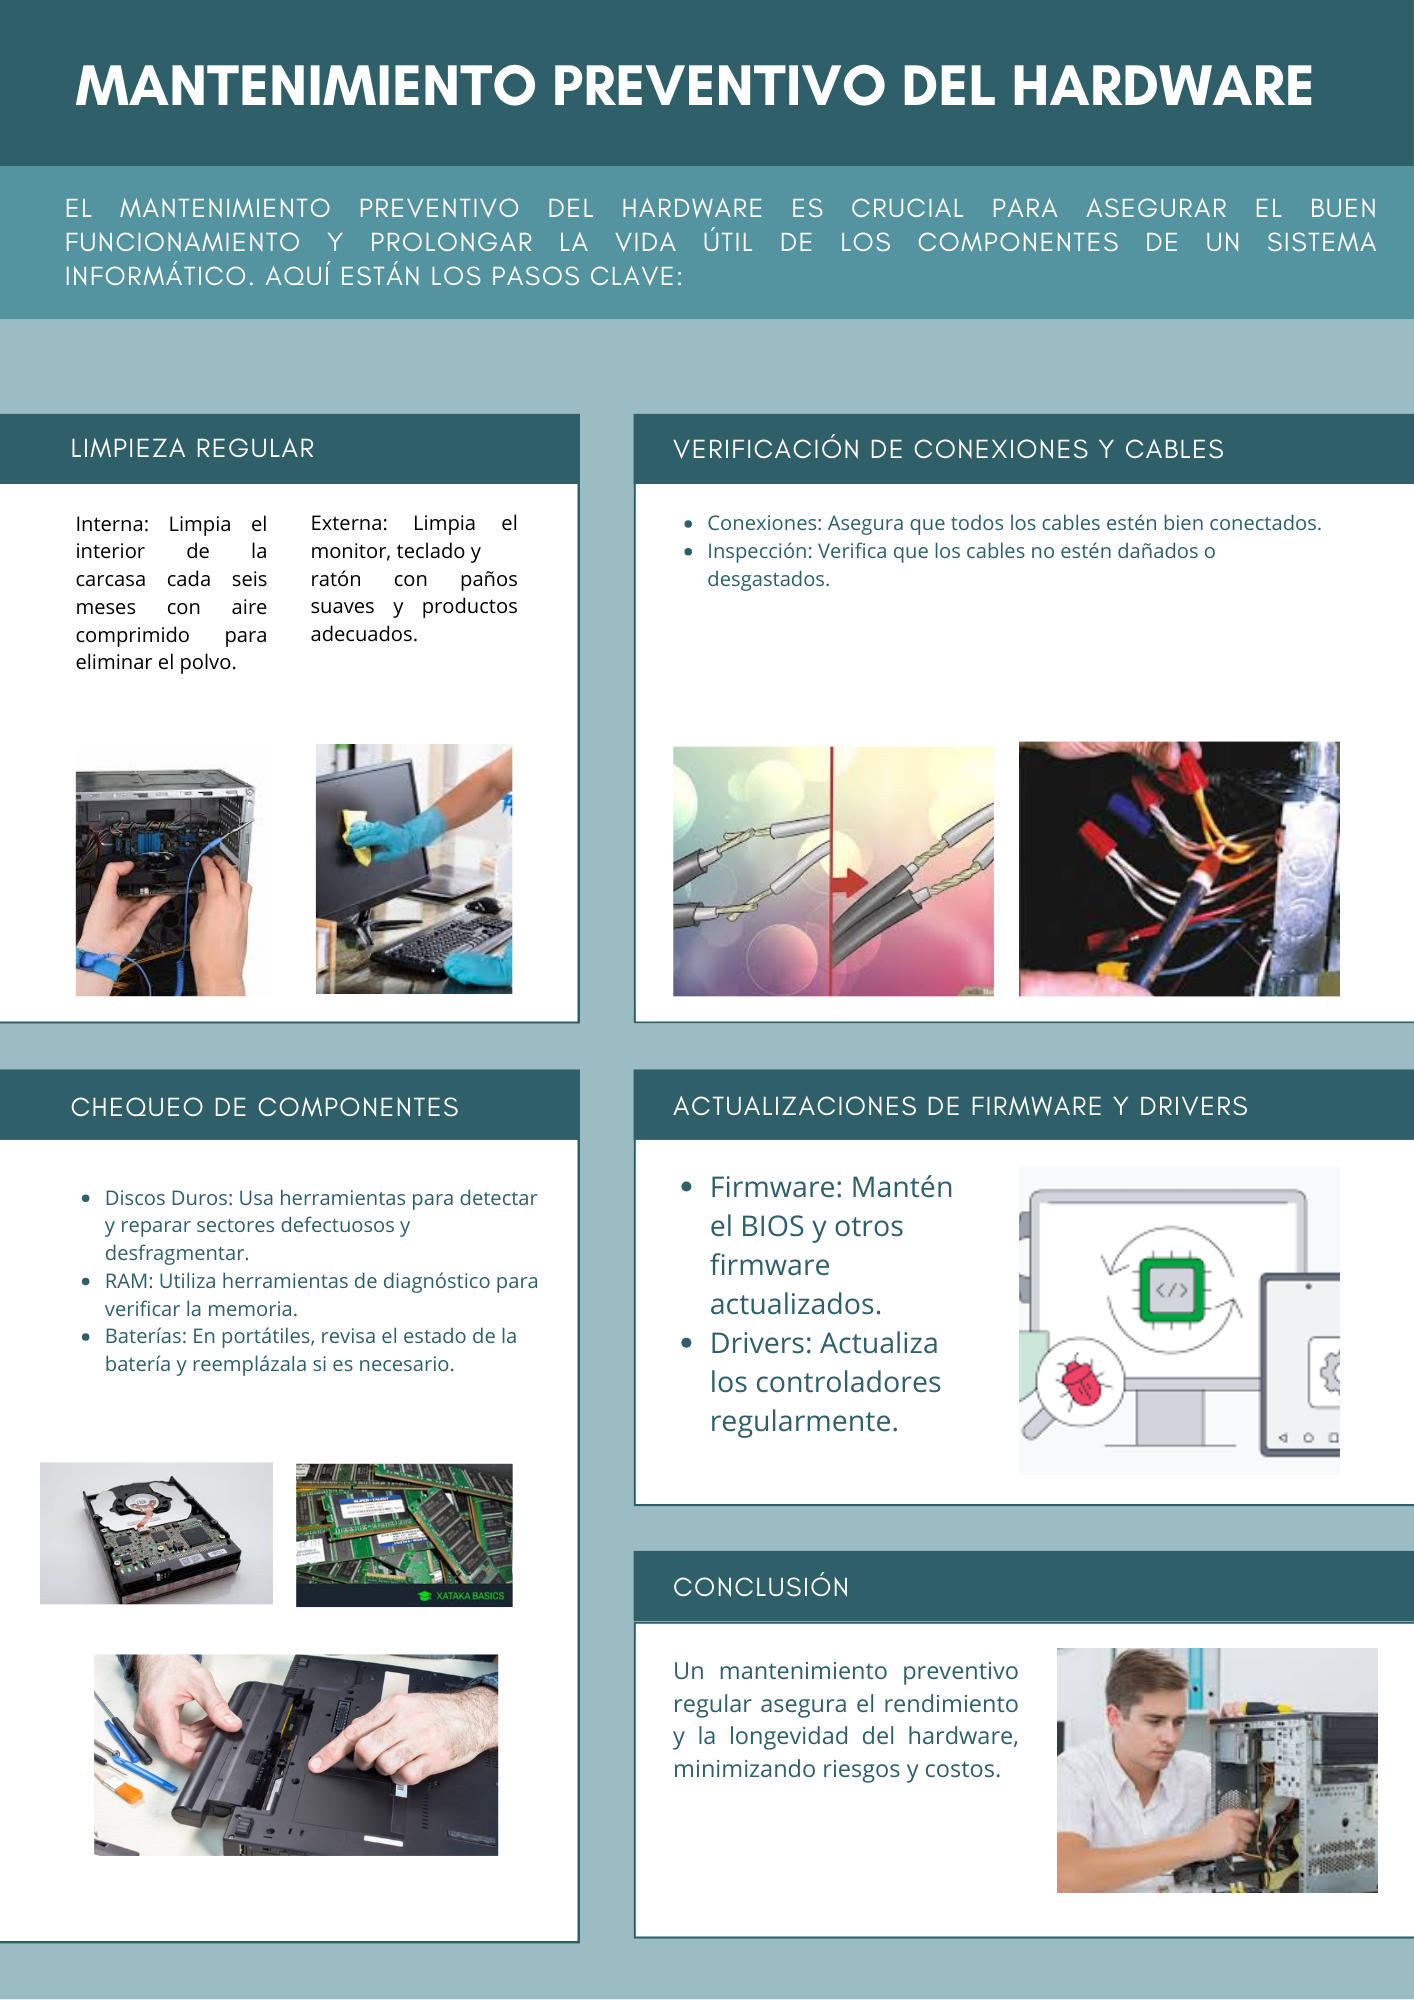 MANTENIMIENTO PREVENTIVO DEL HARDWARE
EL MANTENIMIENTO PREVENTIVO DEL HARDWARE ES CRUCIAL PARA ASEGURAR EL BUEN
FUNCIONAMIENTO Y PROLONGAR LA VIDA ÚTIL DE LOS COMPONENTES DE UN SISTEMA
INFORMÁTICO. AQUÍ ESTÁN LOS PASOS CLAVE:
LIMPIEZA REGULAR
Interna: Limpia el
interior de la
carcasa cada seis
meses con aire
comprimido para
eliminar el polvo.
Externa: Limpia el
monitor, teclado y
ratón con paños
suaves y productos
adecuados.
VERIFICACIÓN DE CONEXIONES Y CABLES
• Conexiones: Asegura que todos los cables estén bien conectados.
• Inspección: Verifica que los cables no estén dañados o
desgastados.
CHEQUEO DE COMPONENTES
• Discos Duros: Usa herramientas para detectar
y reparar sectores defectuosos y
desfragmentar.
• RAM: Utiliza herramientas de diagnóstico para
verificar la memoria.
• Baterías: En portátiles, revisa el estado de la
batería y reemplázala si es necesario.
XATAKA BASICS
ACTUALIZACIONES DE FIRMWARE Y DRIVERS
• Firmware: Mantén
el BIOS y otros
firmware
actualizados.
• Drivers: Actualiza
los controladores
regularmente.
</>
CONCLUSIÓN
Un mantenimiento preventivo
regular asegura el rendimiento
y la longevidad del hardware,
minimizando riesgos y costos.